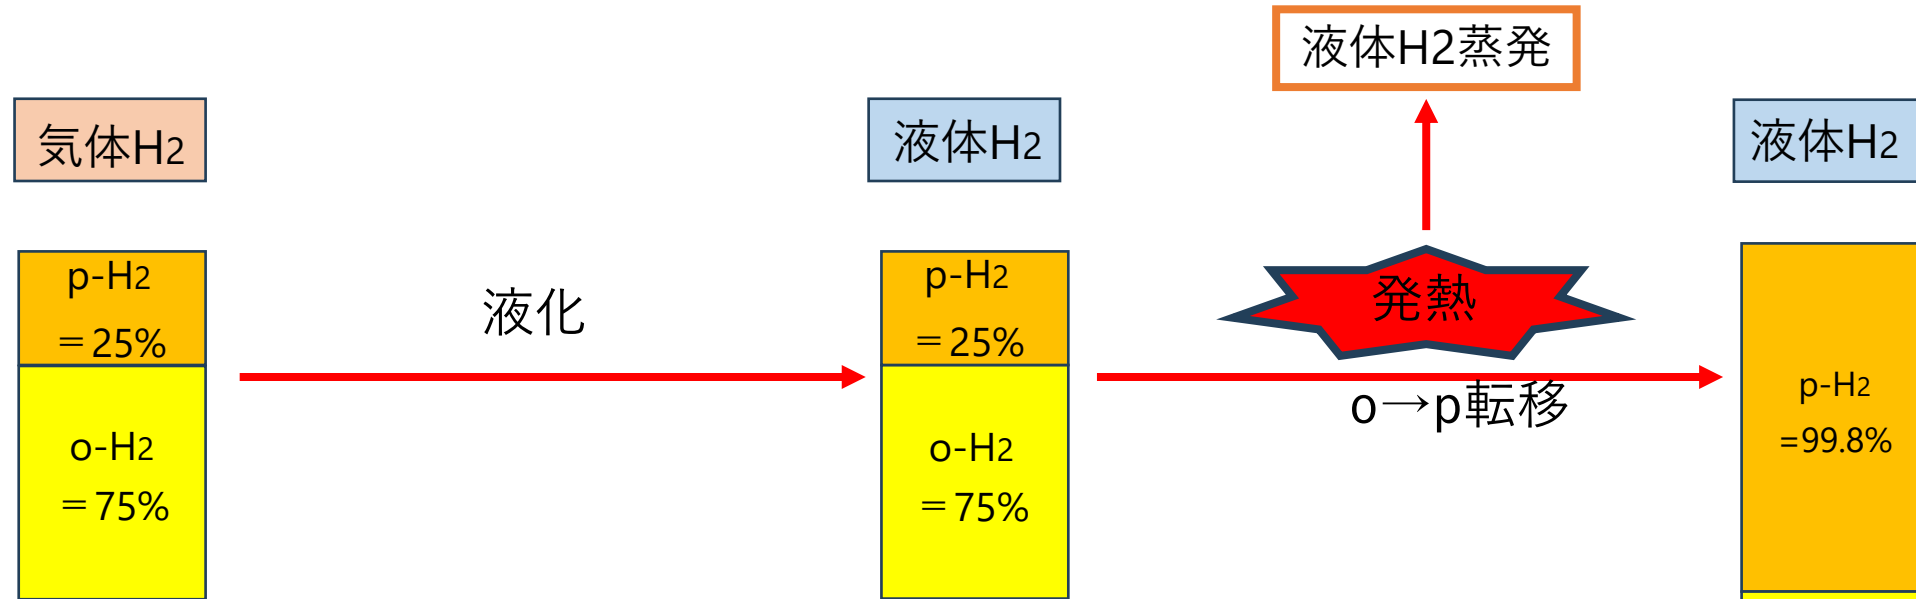 液体H2蒸発
気体H2
液体H2
液体H2
p-H2
＝25%
o-H2
＝75%
液化
p-H2
＝25%
o-H2
＝75%
発熱
o→p転移
p-H2
=99.8%